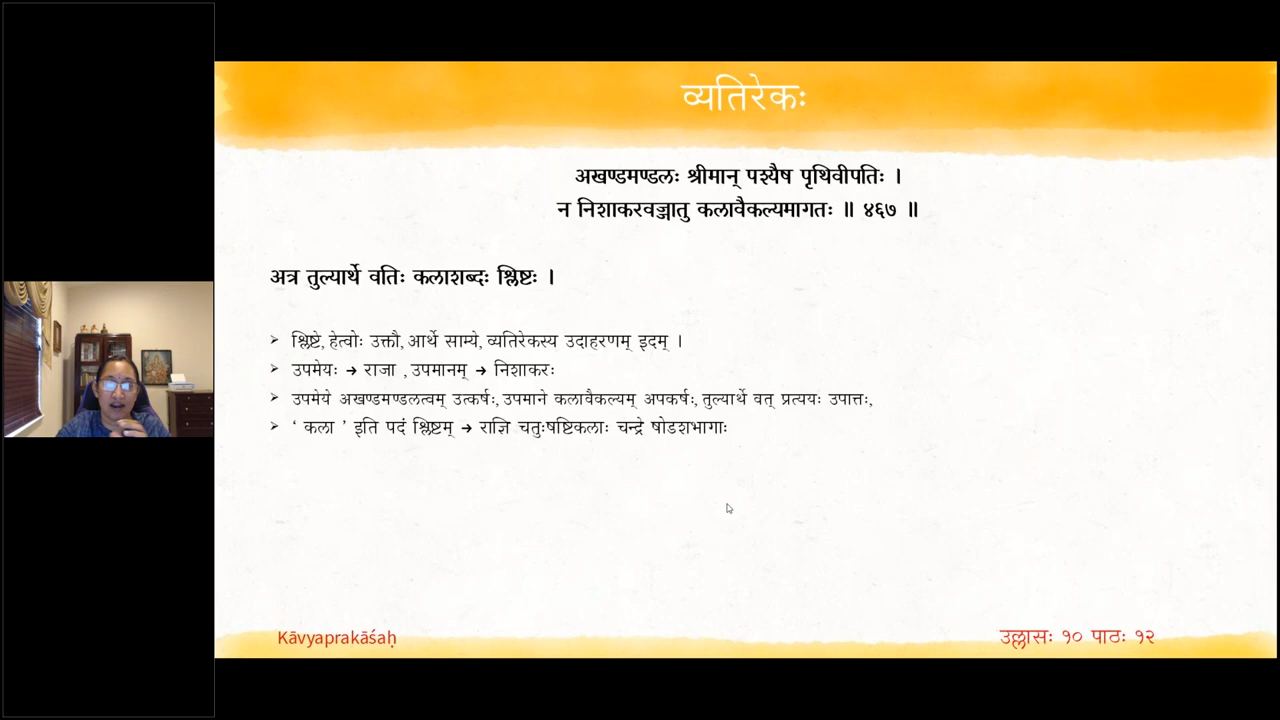 व्यतिरेकः
अखण्डमण्डलः श्रीमान् पश्यैष पृथिवीपतिः ।
न निशाकरवज्जातु कलावैकल्यमागतः ॥ ४६७ ॥
अत्र तुल्यार्थे वतिः कलाशब्दः श्लिष्टः ।
➢ श्लिष्टे, हेत्वोः उक्तौ, आर्थे साम्ये, व्यतिरेकस्य उदाहरणम् इदम् ।
➢ उपमेयः → राजा , उपमानम् → निशाकरः
➢ उपमेये अखण्डमण्डलत्वम् उत्कर्षः, उपमाने कलावैकल्यम् अपकर्षः, तुल्यार्थे वत् प्रत्ययः उपात्तः,
➢ ‘ कला ’ इति पदं श्लिष्टम् → राज्ञि चतुःषष्टिकलाः चन्द्रे षोडशभागाः
Kāvyaprakāśaḥ
उल्लासः १० पाठः १२